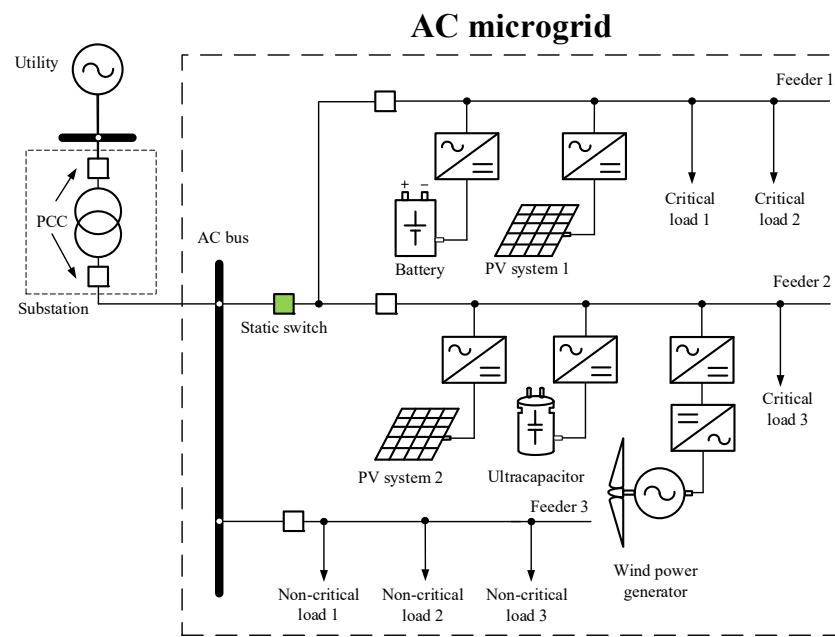 AC microgrid
Utility
Feeder 1
PCC
+ −
Critical
load 1
Critical
load 2
AC bus
Battery
PV system 1
Substation
Feeder 2
Static switch
Critical
load 3
PV system 2
Ultracapacitor
Feeder 3
Wind power
generator
Non-critical
load 1
Non-critical
load 2
Non-critical
load 3